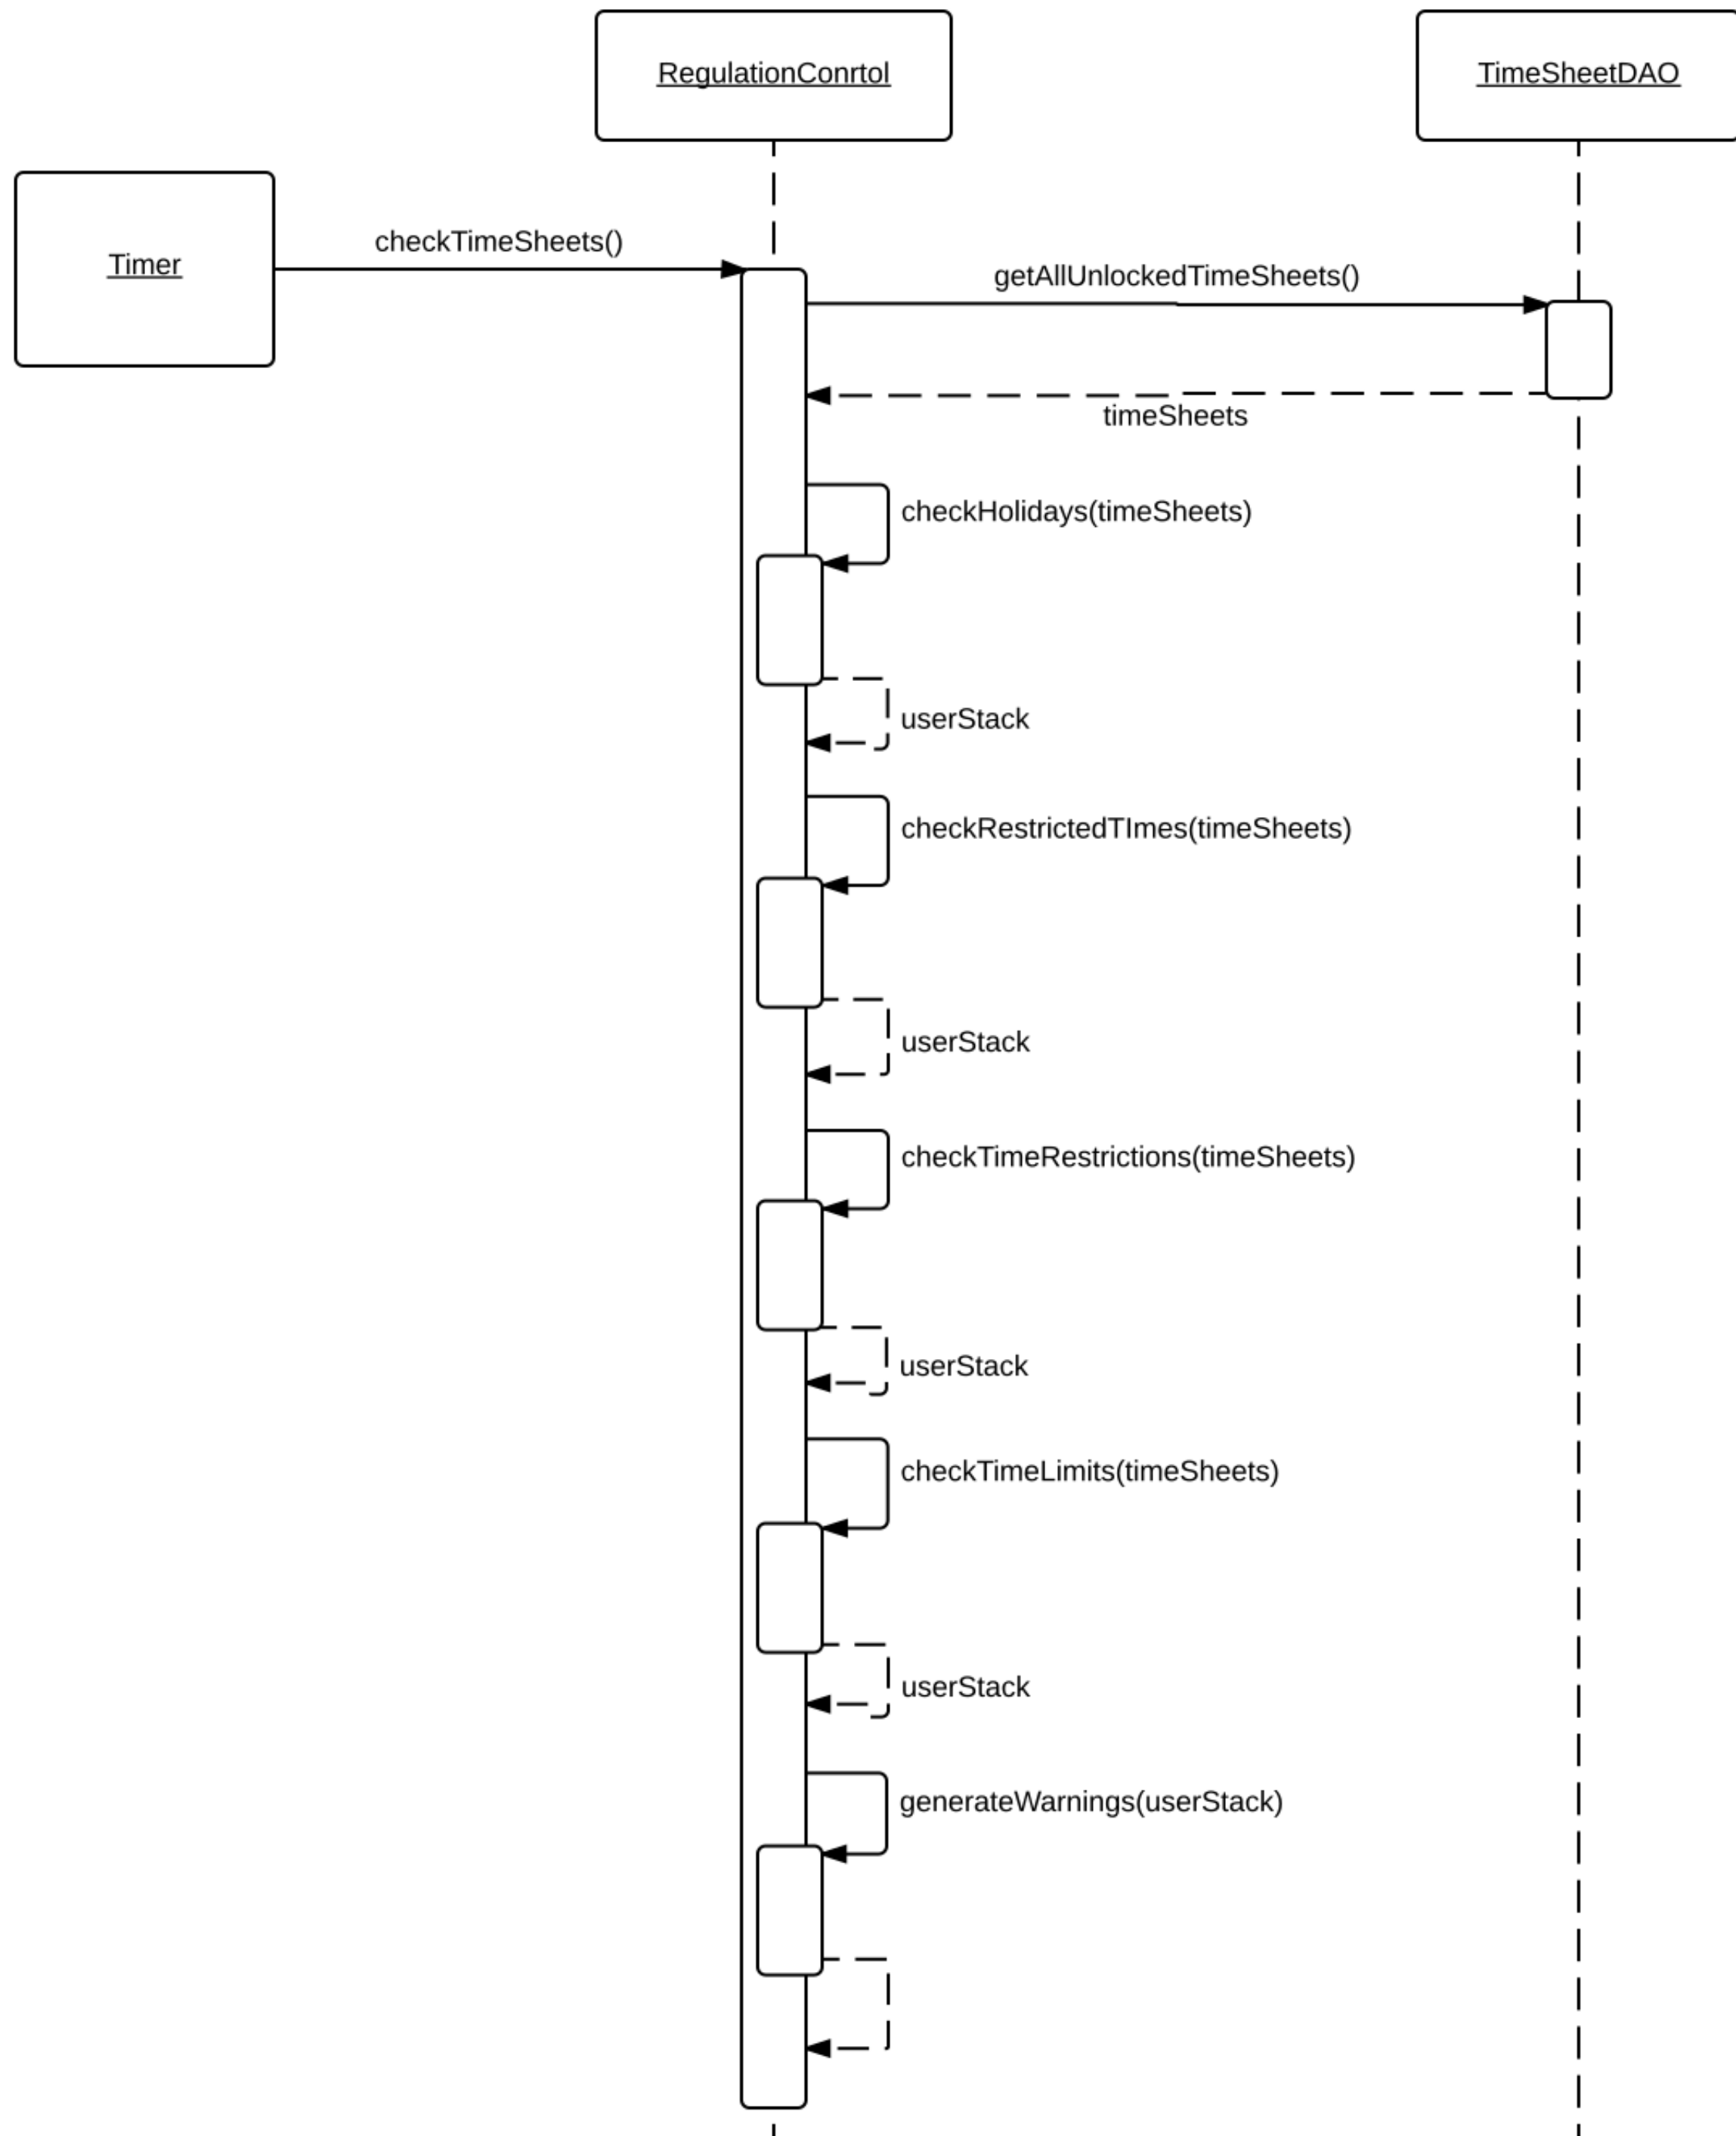 RegulationConrtol
TimeSheetDAO
Timer
checkTimeSheets()
getAllUnlockedTimeSheets()
timeSheets
checkHolidays(timeSheets)
userStack
checkRestrictedTImes(timeSheets)
userStack
checkTimeRestrictions(timeSheets)
userStack
checkTimeLimits(timeSheets)
userStack
generateWarnings(userStack)